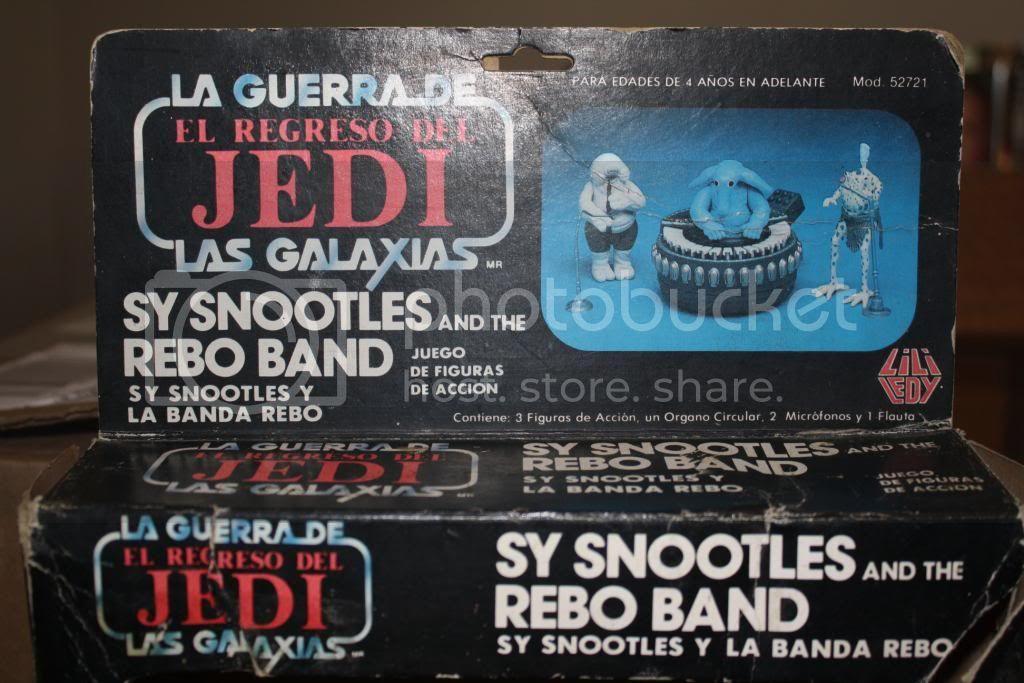 PARA EDADES DE 4 AÑOS EN ADELANTE Mod. 52721
LA GUERRA DE
EL REGRESO DEL
JEDI
LAS GALAXIAS MR
SY SNOOTLES AND THE
REBO BAND
SY SNOOTLES Y
LA BANDA REBO
JUEGO
DE FIGURAS
DE ACCION
LILI
LEDY
Contiene: 3 Figuras de Acción, un Organo Circular, 2 Micrófonos y 1 Flauta
photobucket
host. store. share.
LA GUERRA DE
EL REGRESO DEL
JEDI
LAS GALAXIAS
SY SNOOTLES AND THE
REBO BAND
SY SNOOTLES Y
LA BANDA REBO
JUEGO
DE FIGURAS
DE ACCION
LA GUERRA DE
EL REGRESO DEL
JEDI
LAS GALAXIAS MR
SY SNOOTLES AND THE
REBO BAND
SY SNOOTLES Y LA BANDA REBO